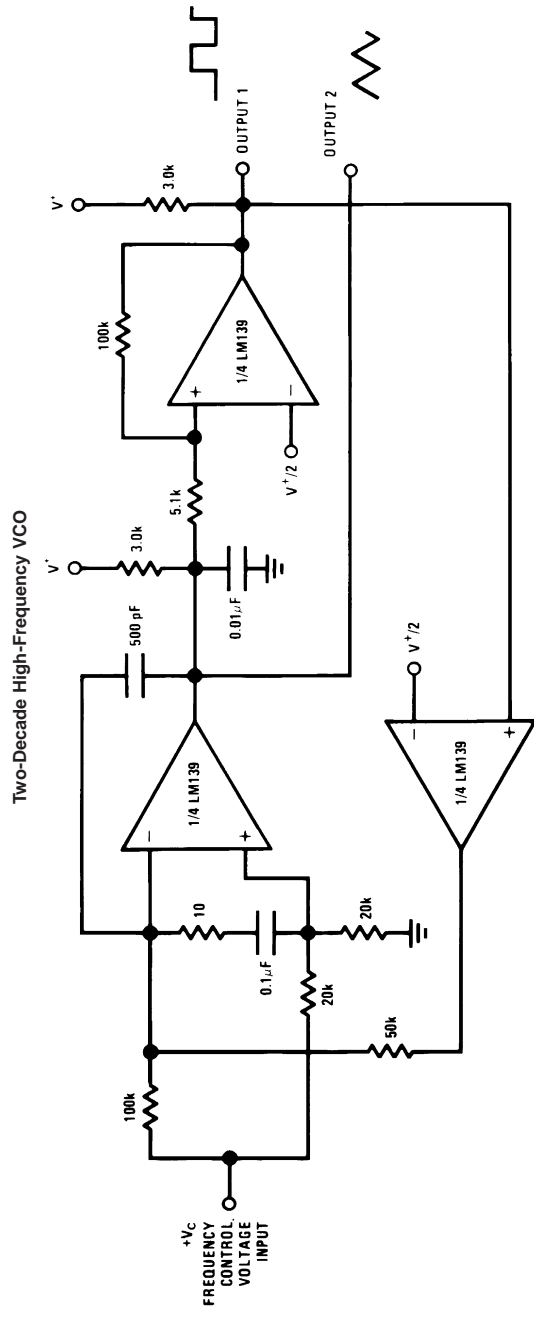 Two-Decade High-Frequency VCO
V+
3.0k
100k
OUTPUT 1
OUTPUT 2
+
−
1/4 LM139
V+/2
5.1k
V+
3.0k
0.01μF
500 pF
−
+
1/4 LM139
10
0.1μF
20k
20k
100k
50k
+VC
FREQUENCY
CONTROL.
VOLTAGE
INPUT
V+/2
−
+
1/4 LM139